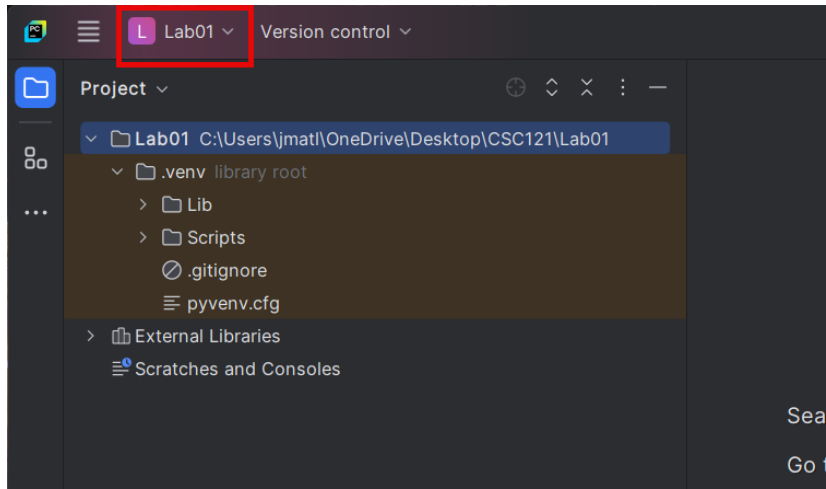 PC L Lab01 Version control
Project
Lab01 C:\Users\jmatl\OneDrive\Desktop\CSC121\Lab01
.venv library root
Lib
Scripts
.gitignore
pyvenv.cfg
External Libraries
Scratches and Consoles
Sea
Go t